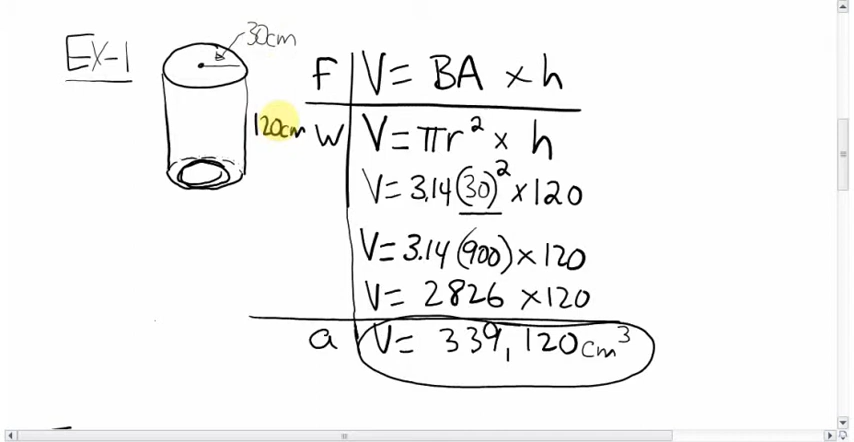 EX-1
30cm
120cm
F V = BA × h
W V = πr² × h
V = 3.14(30)² × 120
V = 3.14(900) × 120
V = 2826 × 120
a V = 339,120cm³